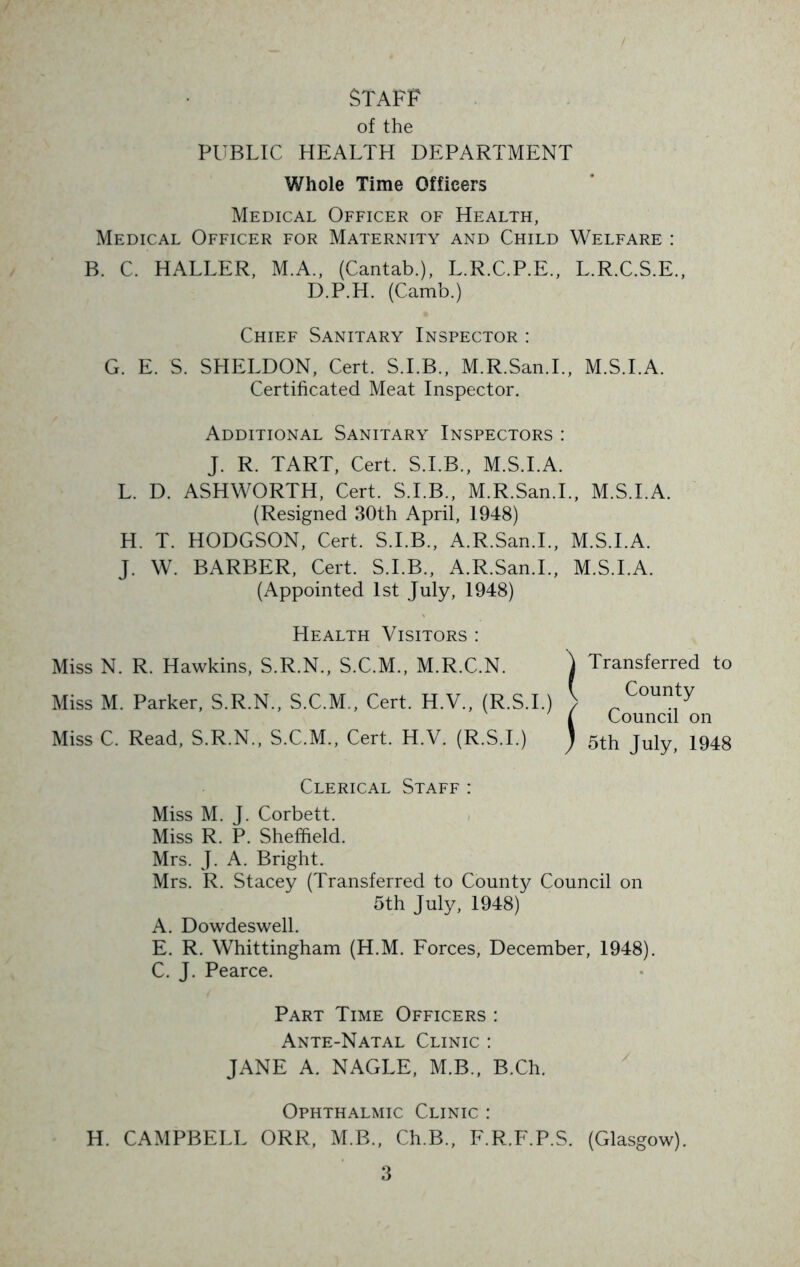 STAFF
of the
PUBLIC HEALTH DEPARTMENT
Whole Time Officers
Medical Officer of Health,
Medical Officer for Maternity and Child Welfare :
B. C. HALLER, M.A., (Cantab.), L.R.C.P.E., L.R.C.S.E.,
D.P.H. (Camb.)
Chief Sanitary Inspector :
G. E. S. SHELDON, Cert. S.I.B., M.R.San.I., M.S.I.A.
Certificated Meat Inspector.
Additional Sanitary Inspectors :
J. R. TART, Cert. S.I.B., M.S.I.A.
L. D. ASHWORTH, Cert. S.I.B., M.R.San.I., M.S.I.A.
(Resigned 30th April, 1948)
H. T. HODGSON, Cert. S.I.B., A.R.San.I., M.S.I.A.
J. W. BARBER, Cert. S.I.B., A.R.San.I., M.S.I.A.
(Appointed 1st July, 1948)
Health Visitors :
Miss N. R. Hawkins, S.R.N., S.C.M., M.R.C.N.
Miss M. Parker, S.R.N., S.C.M., Cert. H.V., (R.S.I.)
Miss C. Read, S.R.N., S.C.M., Cert. H.V. (R.S.I.)
Transferred to
County
Council on
5th July, 1948
Clerical Staff :
Miss M. J. Corbett.
Miss R. P. Sheffield.
Mrs. J. A. Bright.
Mrs. R. Stacey (Transferred to County Council on
5th July, 1948)
A. Dowdeswell.
E. R. Whittingham (H.M. Forces, December, 1948).
C. J. Pearce.
Part Time Officers :
Ante-Natal Clinic :
JANE A. NAGLE, M.B., B.Ch.
Ophthalmic Clinic :
H. CAMPBELL ORR, M.B., Ch.B., F.R.F.P.S. (Glasgow).
3